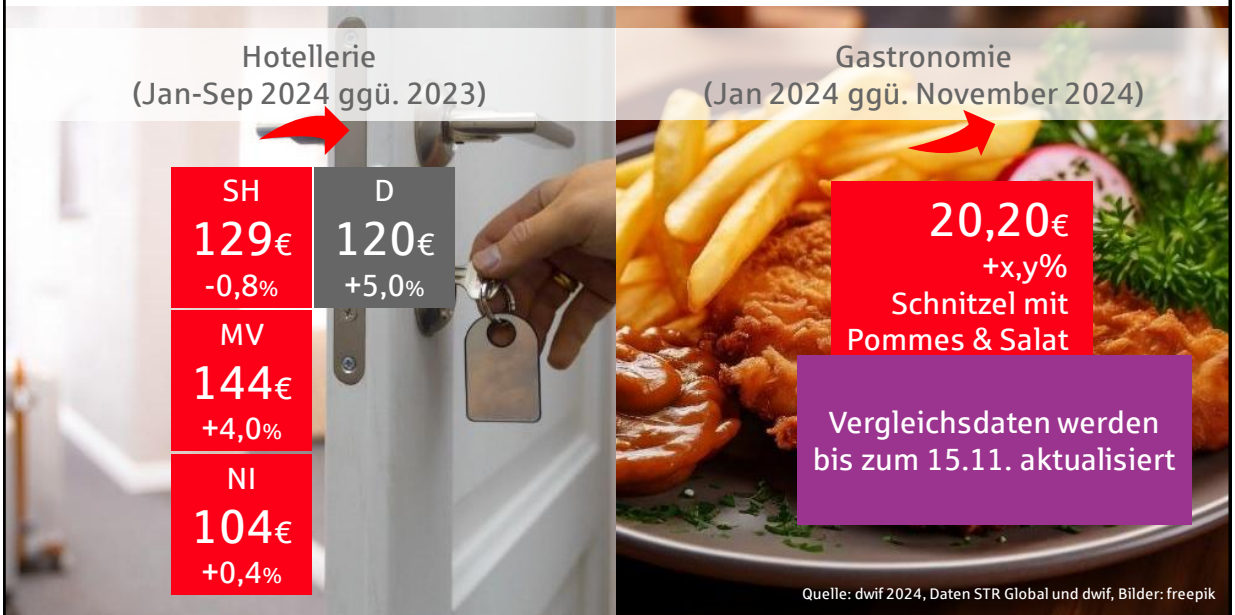 Hotellerie
(Jan-Sep 2024 ggü. 2023)
SH
129€
-0,8%
D
120€
+5,0%
MV
144€
+4,0%
NI
104€
+0,4%
Gastronomie
(Jan 2024 ggü. November 2024)
20,20€
+x,y%
Schnitzel mit
Pommes & Salat
Vergleichsdaten werden
bis zum 15.11. aktualisiert
Quelle: dwif 2024, Daten STR Global und dwif, Bilder: freepik